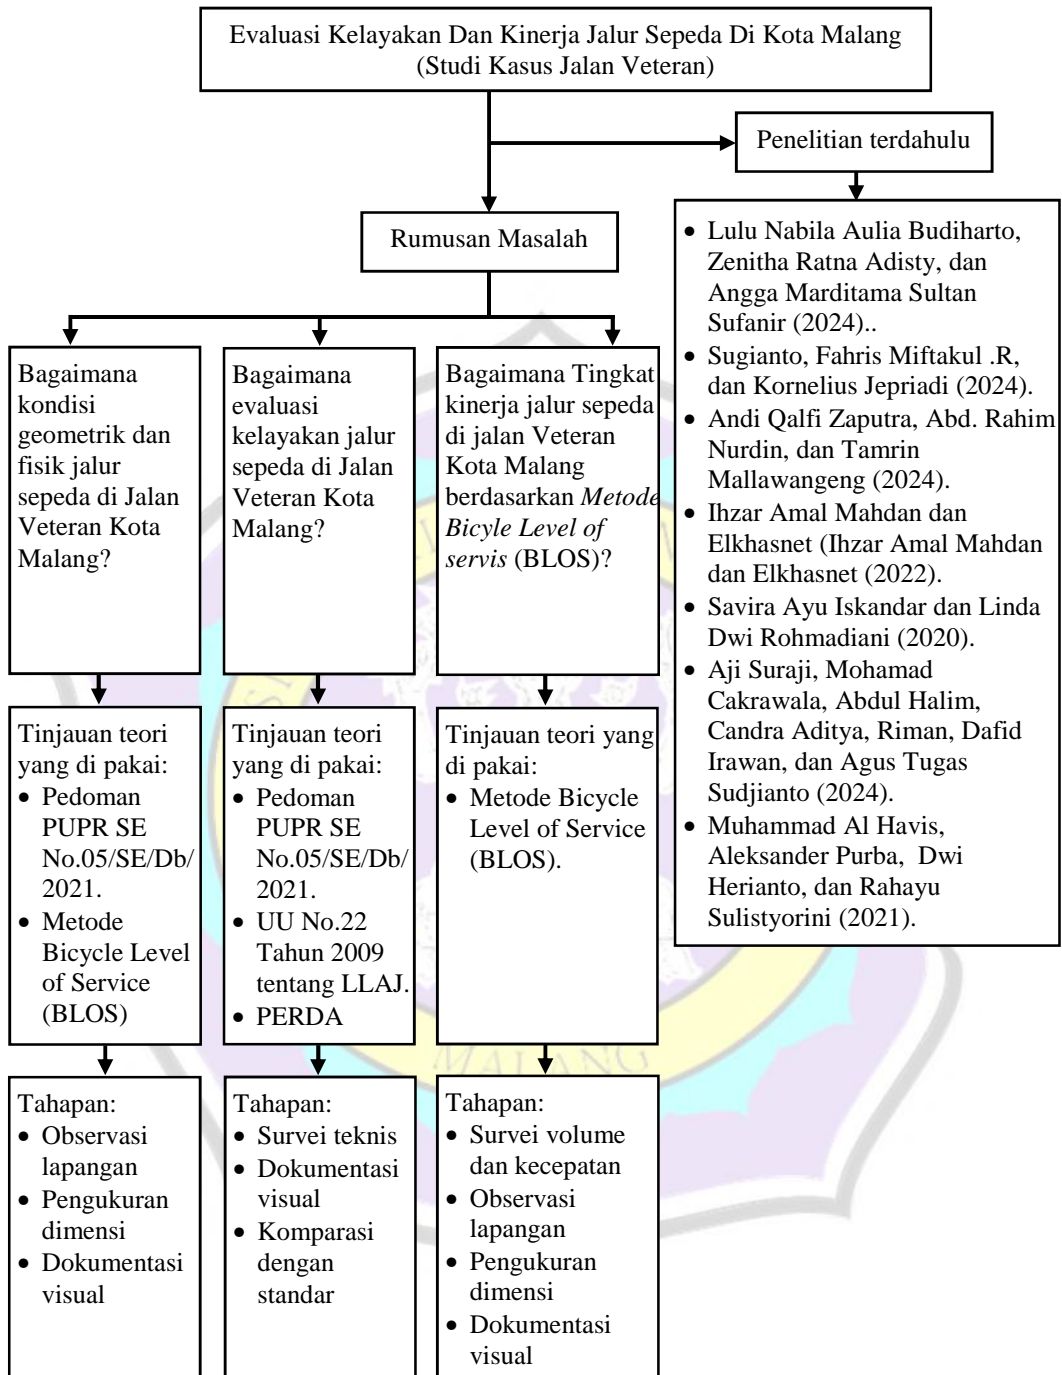 Evaluasi Kelayakan Dan Kinerja Jalur Sepeda Di Kota Malang
(Studi Kasus Jalan Veteran)
Penelitian terdahulu
Rumusan Masalah
• Lulu Nabila Aulia Budiharto,
Zenitha Ratna Adisty, dan
Angga Marditama Sultan
Sufanir (2024)..
• Sugianto, Fahris Miftakul .R,
dan Kornelius Jepriadi (2024).
• Andi Qalfi Zaputra, Abd. Rahim
Nurdin, dan Tamrin
Mallawangeng (2024).
• Ihzar Amal Mahdan dan
Elkhasnet (Ihzar Amal Mahdan
dan Elkhasnet (2022).
• Savira Ayu Iskandar dan Linda
Dwi Rohmadiani (2020).
• Aji Suraji, Mohamad
Cakrawala, Abdul Halim,
Candra Aditya, Riman, Dafid
Irawan, dan Agus Tugas
Sudjianto (2024).
• Muhammad Al Havis,
Aleksander Purba, Dwi
Herianto, dan Rahayu
Sulistyorini (2021).
Bagaimana
kondisi
geometrik dan
fisik jalur
sepeda di Jalan
Veteran Kota
Malang?
Bagaimana
evaluasi
kelayakan jalur
sepeda di Jalan
Veteran Kota
Malang?
Bagaimana Tingkat
kinerja jalur sepeda
di jalan Veteran
Kota Malang
berdasarkan Metode
Bicyle Level of
servis (BLOS)?
Tinjauan teori
yang di pakai:
• Pedoman
PUPR SE
No.05/SE/Db/
2021.
• Metode
Bicycle Level
of Service
(BLOS)
Tinjauan teori
yang di pakai:
• Pedoman
PUPR SE
No.05/SE/Db/
2021.
• UU No.22
Tahun 2009
tentang LLAJ.
• PERDA
Tinjauan teori yang
di pakai:
• Metode Bicycle
Level of Service
(BLOS).
Tahapan:
• Observasi
lapangan
• Pengukuran
dimensi
• Dokumentasi
visual
Tahapan:
• Survei teknis
• Dokumentasi
visual
• Komparasi
dengan
standar
Tahapan:
• Survei volume
dan kecepatan
• Observasi
lapangan
• Pengukuran
dimensi
• Dokumentasi
visual
MALANG